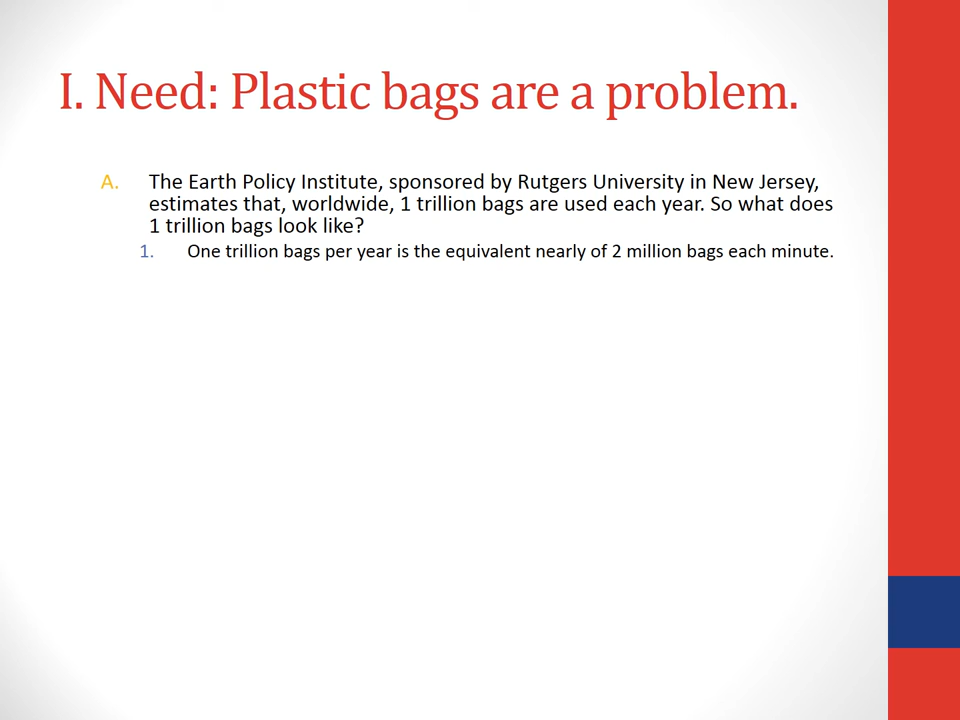 I. Need: Plastic bags are a problem.
A. The Earth Policy Institute, sponsored by Rutgers University in New Jersey,
estimates that, worldwide, 1 trillion bags are used each year. So what does
1 trillion bags look like?
1. One trillion bags per year is the equivalent nearly of 2 million bags each minute.